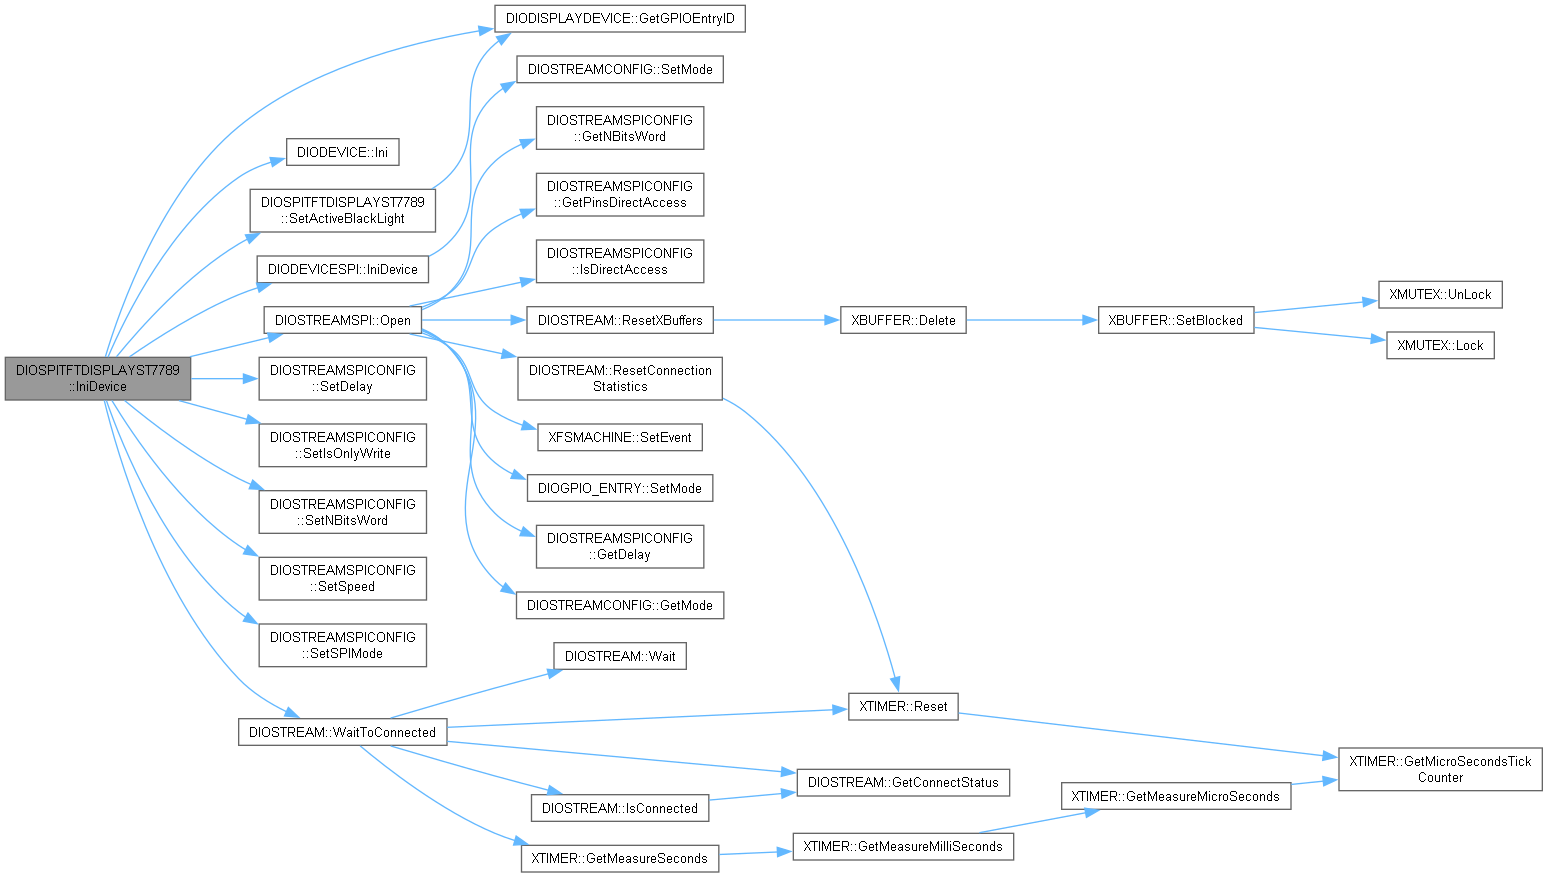 DIOSPITFTDISPLAYST7789
::IniDevice
DIODISPLAYDEVICE::GetGPIOEntryID
DIODEVICE::Ini
DIOSPITFTDISPLAYST7789
::SetActiveBlackLight
DIODEVICESPI::IniDevice
DIOSTREAMSPI::Open
DIOSTREAMSPICONFIG
::SetDelay
DIOSTREAMSPICONFIG
::SetIsOnlyWrite
DIOSTREAMSPICONFIG
::SetNBitsWord
DIOSTREAMSPICONFIG
::SetSpeed
DIOSTREAMSPICONFIG
::SetSPIMode
DIOSTREAM::WaitToConnected
DIOSTREAMCONFIG::SetMode
DIOSTREAMSPICONFIG
::GetNBitsWord
DIOSTREAMSPICONFIG
::GetPinsDirectAccess
DIOSTREAMSPICONFIG
::IsDirectAccess
DIOSTREAM::ResetXBuffers
DIOSTREAM::ResetConnection
Statistics
XFSMACHINE::SetEvent
DIOGPIO_ENTRY::SetMode
DIOSTREAMSPICONFIG
::GetDelay
DIOSTREAMCONFIG::GetMode
DIOSTREAM::Wait
DIOSTREAM::IsConnected
XTIMER::GetMeasureSeconds
XBUFFER::Delete
XTIMER::Reset
DIOSTREAM::GetConnectStatus
XTIMER::GetMeasureMilliSeconds
XBUFFER::SetBlocked
XTIMER::GetMeasureMicroSeconds
XMUTEX::UnLock
XMUTEX::Lock
XTIMER::GetMicroSecondsTick
Counter